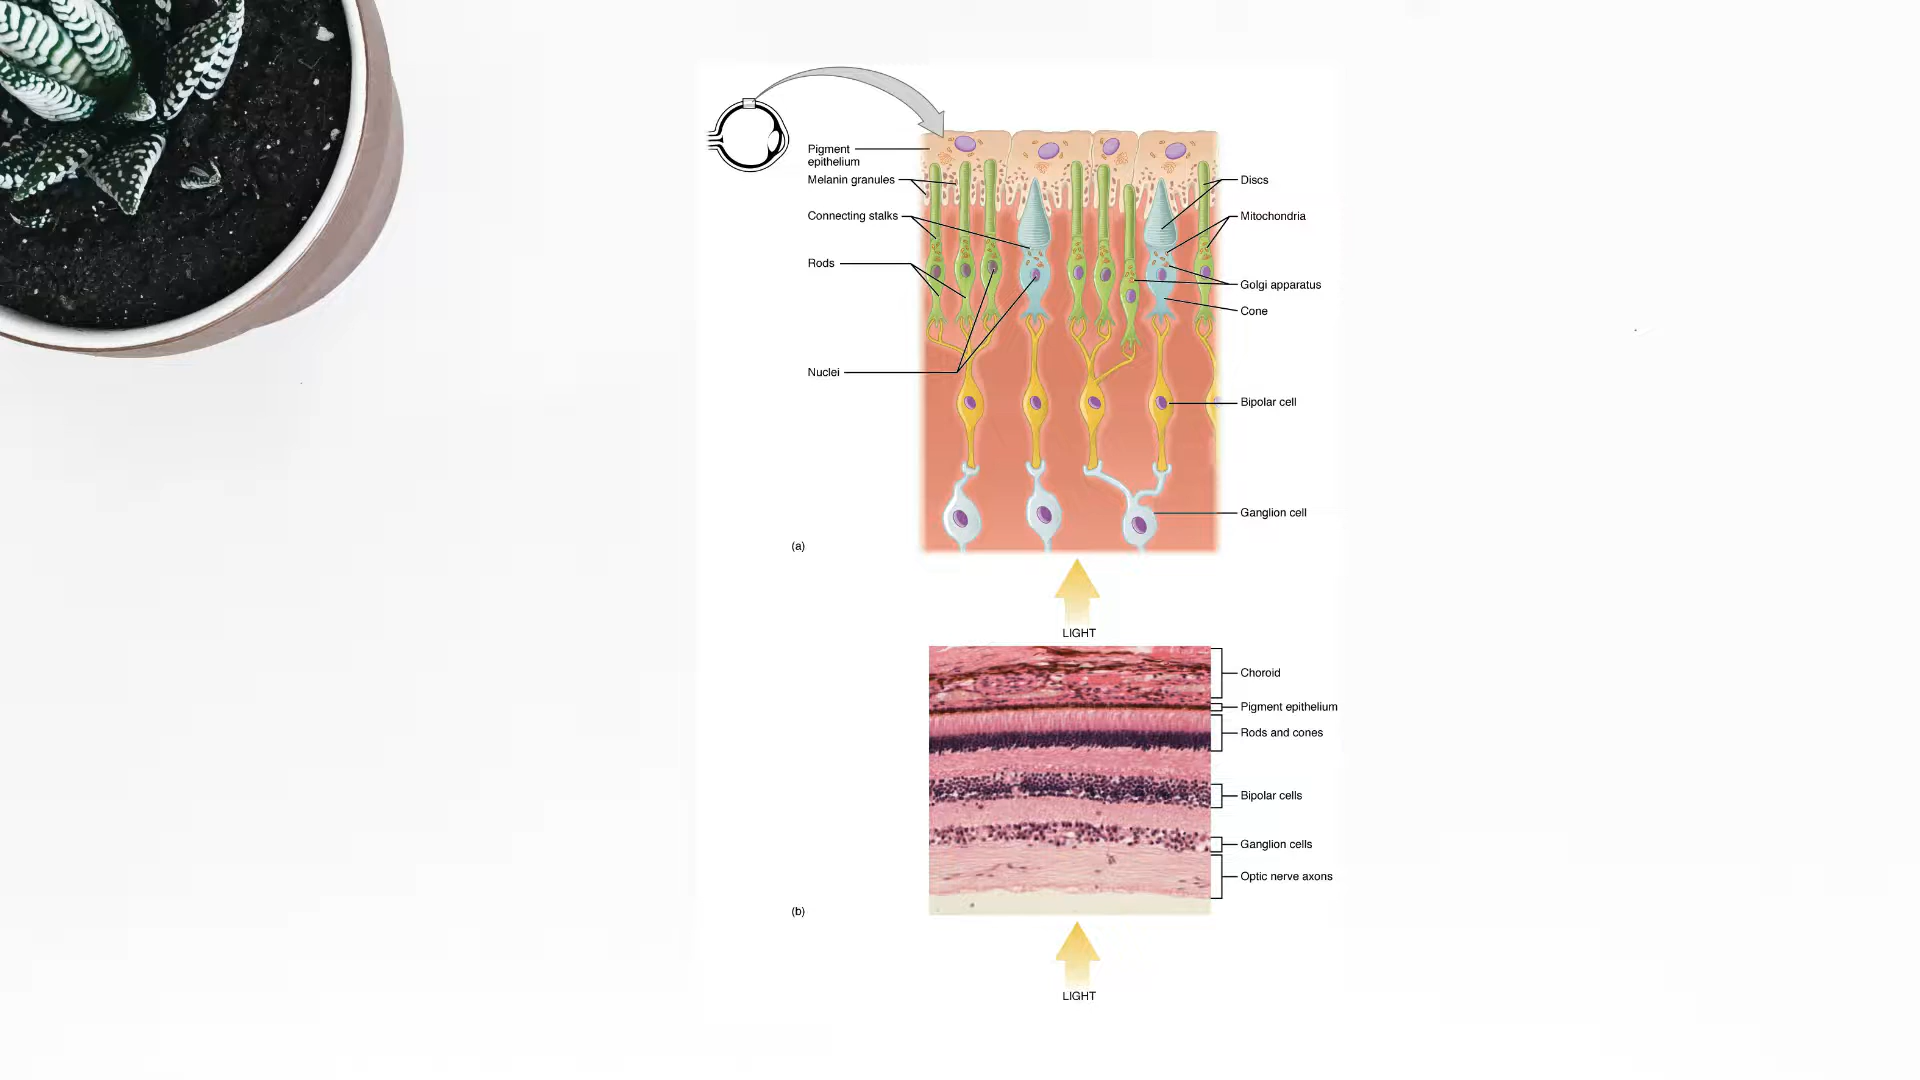 Pigment
epithelium
Melanin granules
Connecting stalks
Rods
Nuclei
Discs
Mitochondria
Golgi apparatus
Cone
Bipolar cell
Ganglion cell
(a)
LIGHT
Choroid
Pigment epithelium
Rods and cones
Bipolar cells
Ganglion cells
Optic nerve axons
(b)
LIGHT